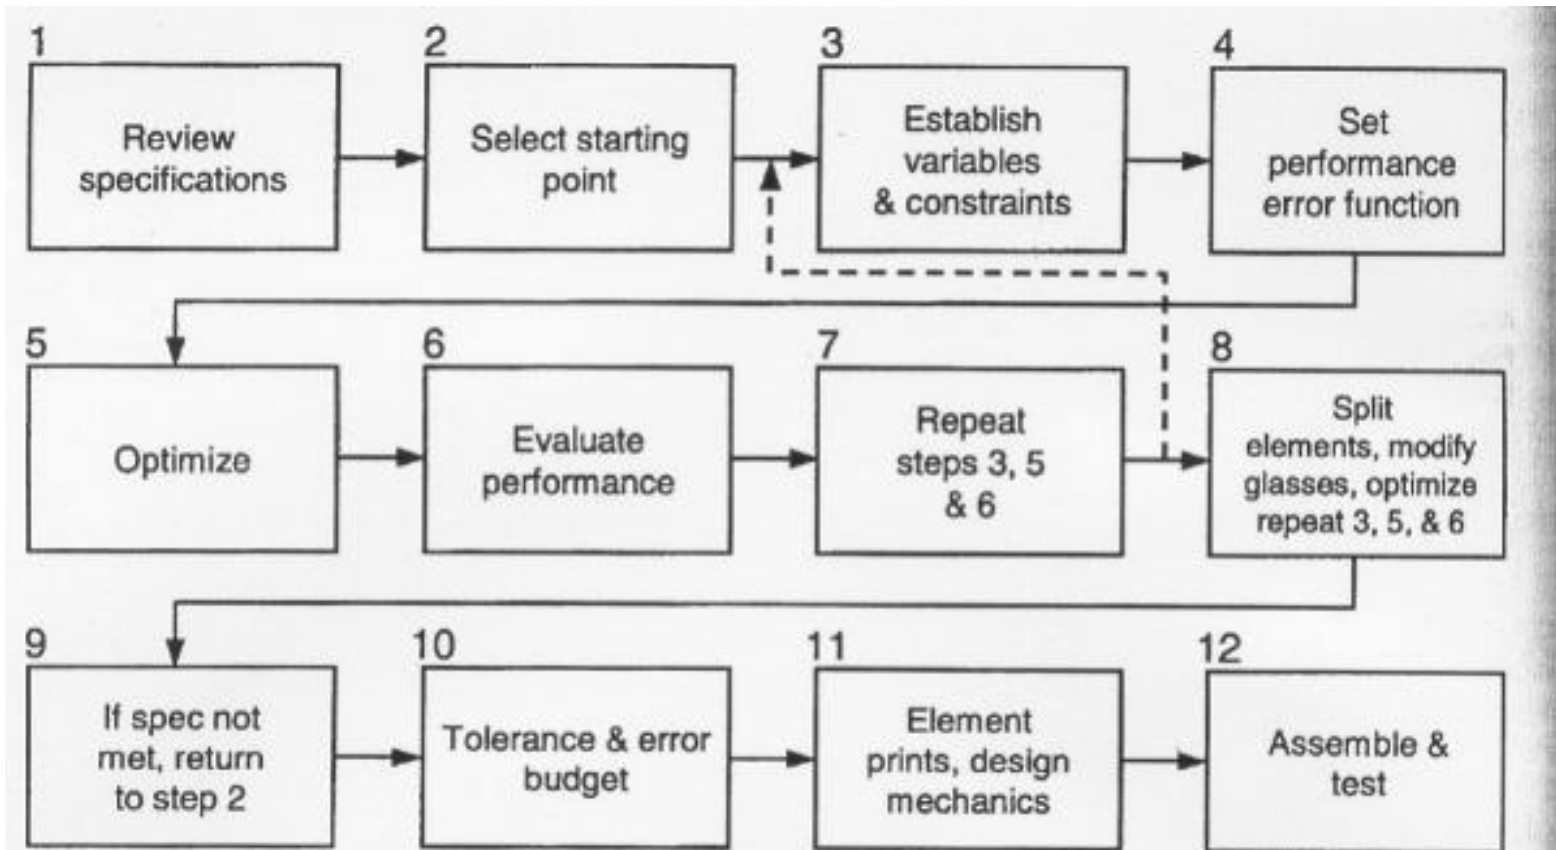 1
Review
specifications
2
Select starting
point
3
Establish
variables
& constraints
4
Set
performance
error function
5
Optimize
6
Evaluate
performance
7
Repeat
steps 3, 5
& 6
8
Split
elements, modify
glasses, optimize
repeat 3, 5, & 6
9
If spec not
met, return
to step 2
10
Tolerance & error
budget
11
Element
prints, design
mechanics
12
Assemble &
test